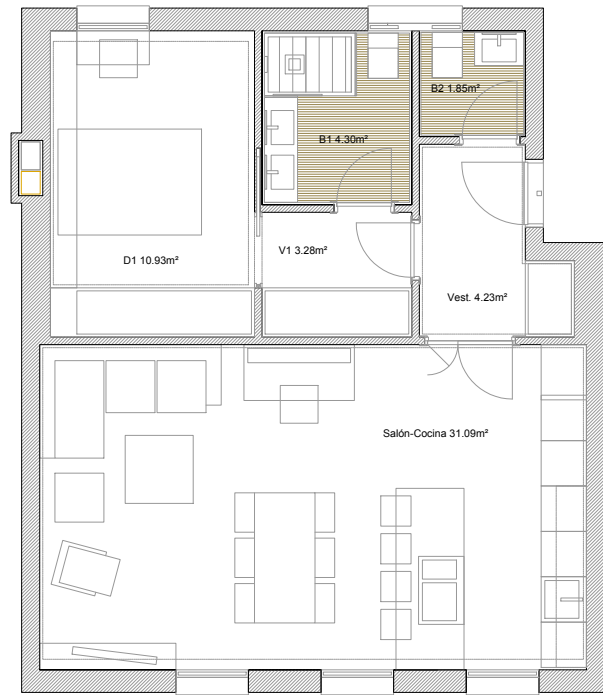 B2 1.85m²
B1 4.30m²
V1 3.28m²
D1 10.93m²
Vest. 4.23m²
Salón-Cocina 31.09m²